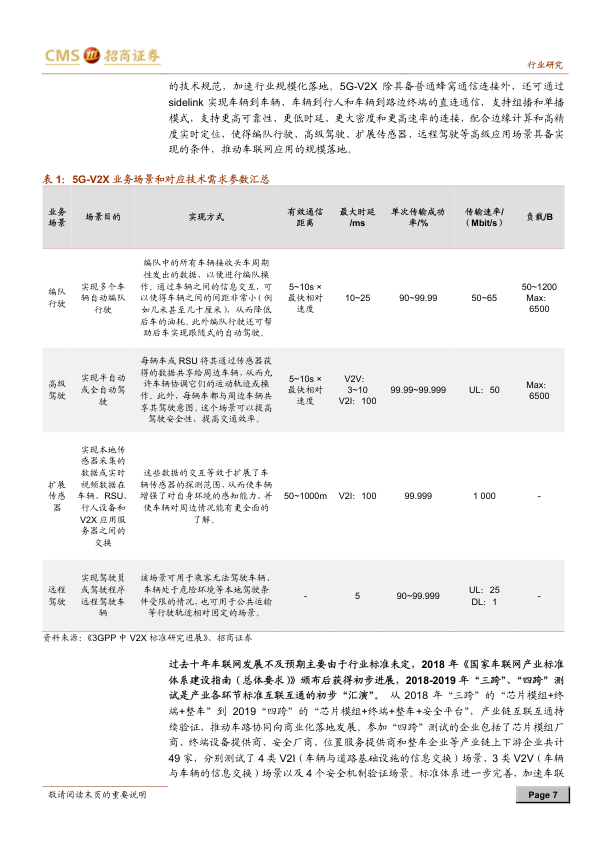 CMS 招商证券
行业研究
的技术规范，加速行业规模化落地。5G-V2X 除具备普通蜂窝通信连接外，还可通过
sidelink 实现车辆到车辆、车辆到行人和车辆到路边终端的直连通信，支持组播和单播
模式，支持更高可靠性、更低时延、更大密度和更高速率的连接，配合边缘计算和高精
度实时定位，使得编队行驶、高级驾驶、扩展传感器、远程驾驶等高级应用场景具备实
现的条件，推动车联网应用的规模落地。
表 1：5G-V2X 业务场景和对应技术需求参数汇总
业务
场景
场景目的
实现方式
有效通信
距离
最大时延
/ms
单次传输成功
率/%
传输速率/
（Mbit/s）
负载/B
编队
行驶
实现多个车
辆自动编队
行驶
编队中的所有车辆接收头车周期
性发出的数据，以便进行编队操
作。通过车辆之间的信息交互，可
以使得车辆之间的间距非常小（例
如几米甚至几十厘米），从而降低
后车的油耗。此外编队行驶还可帮
助后车实现跟随式的自动驾驶。
5~10s ×
最快相对
速度
10~25
90~99.99
50~65
50~1200
Max:
6500
高级
驾驶
实现半自动
或全自动驾
驶
每辆车或 RSU 将其通过传感器获
得的数据共享给周边车辆，从而允
许车辆协调它们的运动轨迹或操
作。此外，每辆车都与周边车辆共
享其驾驶意图。这个场景可以提高
驾驶安全性，提高交通效率。
5~10s ×
最快相对
速度
V2V:
3~10
V2I: 100
99.99~99.999
UL: 50
Max:
6500
扩展
传感
器
实现本地传
感器采集的
数据或实时
视频数据在
车辆、RSU、
行人设备和
V2X 应用服
务器之间的
交换
这些数据的交互等效于扩展了车
辆传感器的探测范围，从而使车辆
增强了对自身环境的感知能力，并
使车辆对周边情况能有更全面的
了解。
50~1000m
V2I: 100
99.999
1 000
-
远程
驾驶
实现驾驶员
或驾驶程序
远程驾驶车
辆
该场景可用于乘客无法驾驶车辆，
车辆处于危险环境等本地驾驶条
件受限的情况，也可用于公共运输
等行驶轨迹相对固定的场景。
-
5
90~99.999
UL: 25
DL: 1
-
资料来源：《3GPP 中 V2X 标准研究进展》、招商证券
过去十年车联网发展不及预期主要由于行业标准未定，2018 年《国家车联网产业标准
体系建设指南（总体要求）》颁布后获得初步进展，2018-2019 年“三跨”、“四跨”测
试是产业各环节标准互联互通的初步“汇演”。 从 2018 年“三跨”的“芯片模组+终
端+整车”到 2019“四跨”的“芯片模组+终端+整车+安全平台”，产业链互联互通持
续验证，推动车路协同向商业化落地发展。参加“四跨”测试的企业包括了芯片模组厂
商、终端设备提供商、安全厂商、位置服务提供商和整车企业等产业链上下游企业共计
49 家，分别测试了 4 类 V2I（车辆与道路基础设施的信息交换）场景、3 类 V2V（车辆
与车辆的信息交换）场景以及 4 个安全机制验证场景。标准体系进一步完善，加速车联
敬请阅读末页的重要说明
Page 7